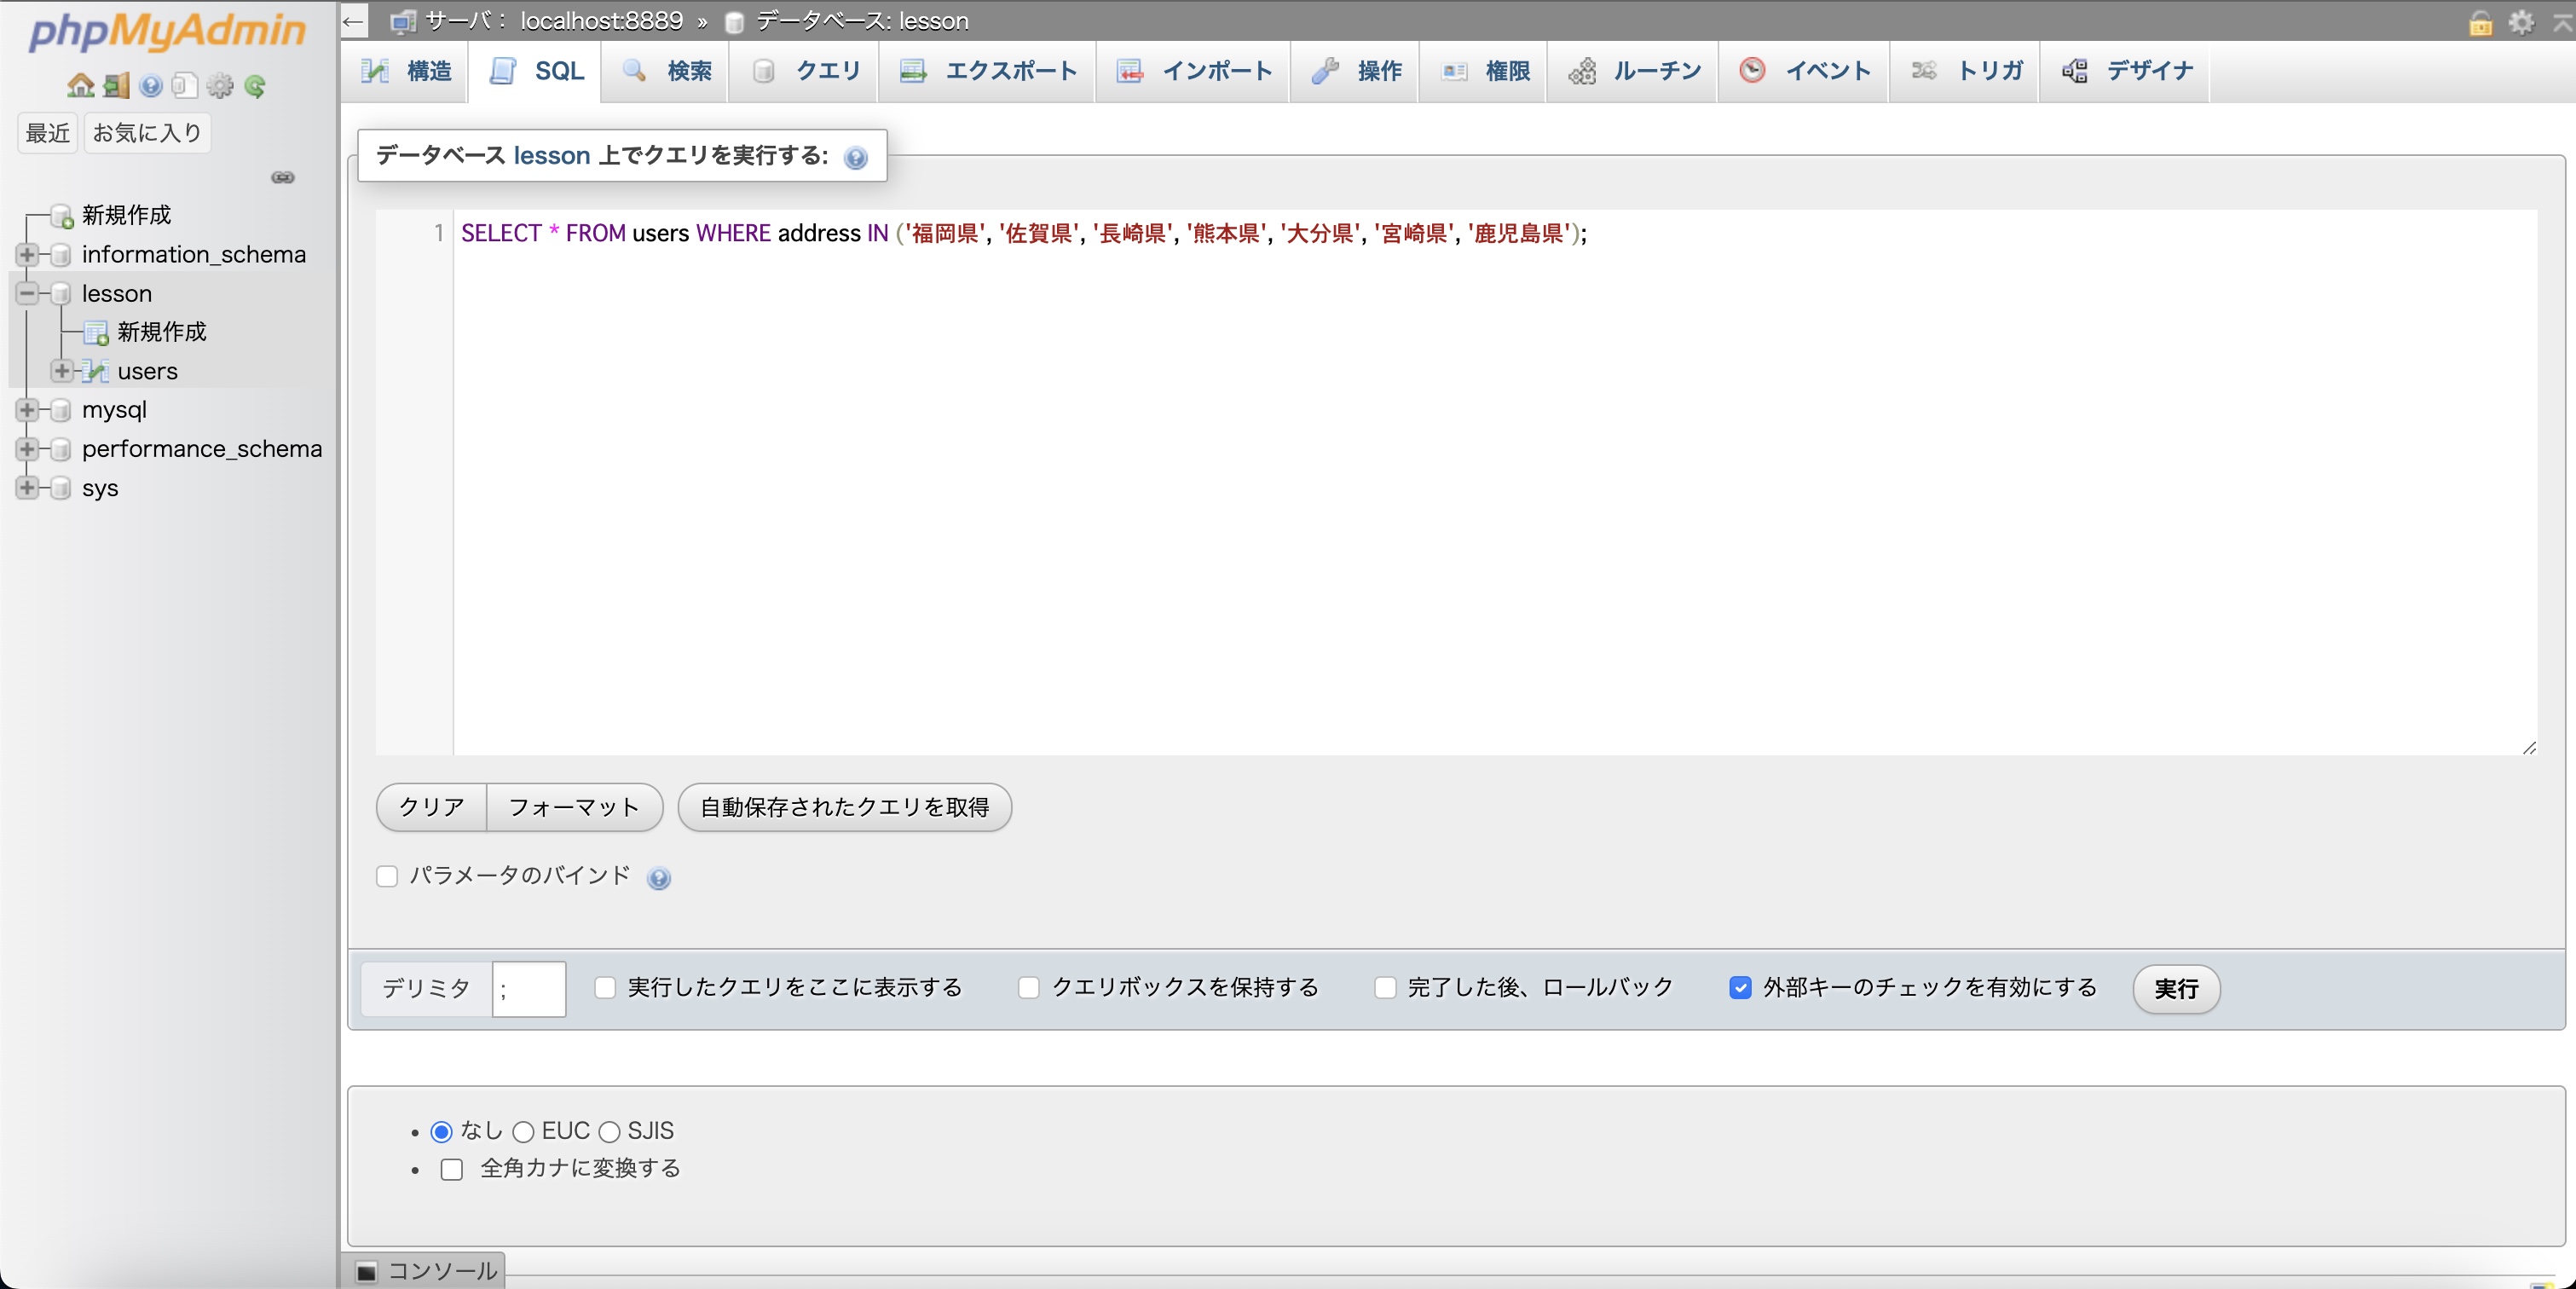 phpMyAdmin
最近 お気に入り
新規作成
information_schema
lesson
新規作成
users
mysql
performance_schema
sys
サーバ： localhost:8889 » データベース: lesson
構造 SQL 検索 クエリ エクスポート インポート 操作 権限 ルーチン イベント トリガ デザイナ
データベース lesson 上でクエリを実行する:
1 SELECT * FROM users WHERE address IN ('福岡県', '佐賀県', '長崎県', '熊本県', '大分県', '宮崎県', '鹿児島県');
クリア フォーマット 自動保存されたクエリを取得
パラメータのバインド
デリミタ ; 実行したクエリをここに表示する クエリボックスを保持する 完了した後、ロールバック 外部キーのチェックを有効にする 実行
なし EUC SJIS
全角カナに変換する
コンソール